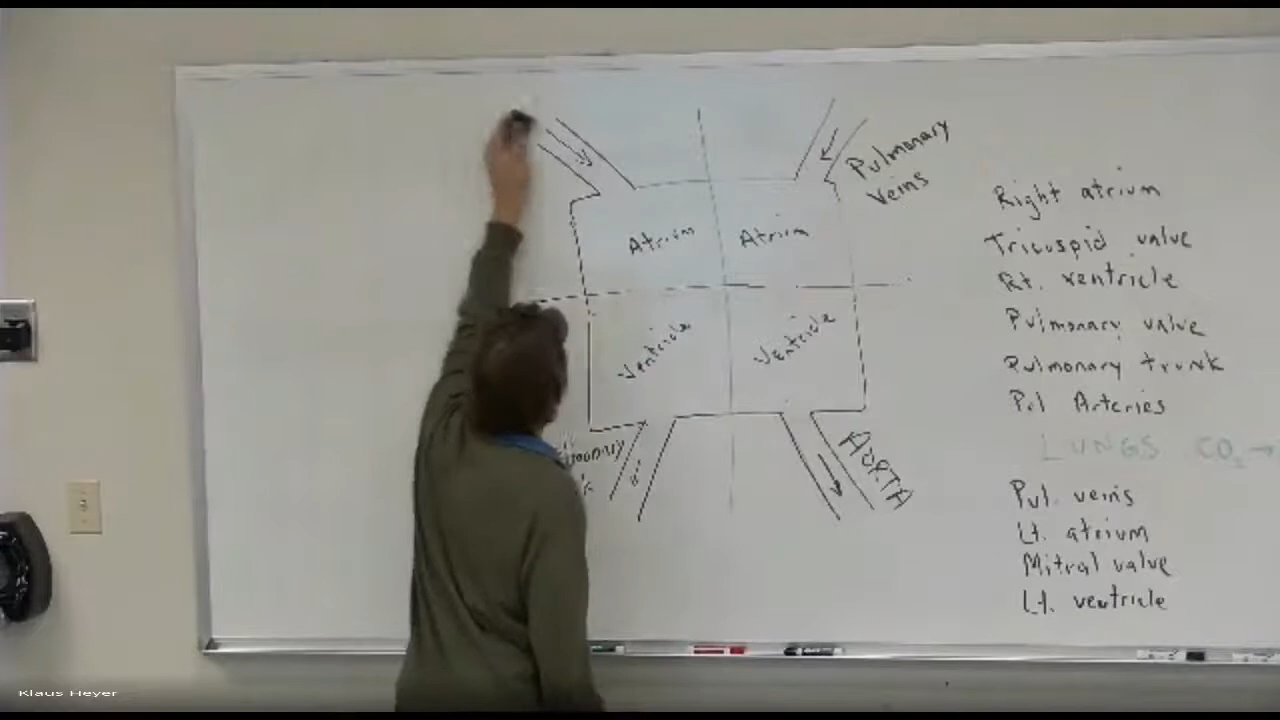 Pulmonary
veins
Atrium
Atrium
Ventricle
Ventricle
AORTA
Right atrium
Tricuspid valve
Rt. ventricle
Pulmonary valve
Pulmonary trunk
Pul Arteries
LUNGS CO₂→
Pul. veins
Lt. atrium
Mitral valve
Lt. ventricle
Klaus Heyer